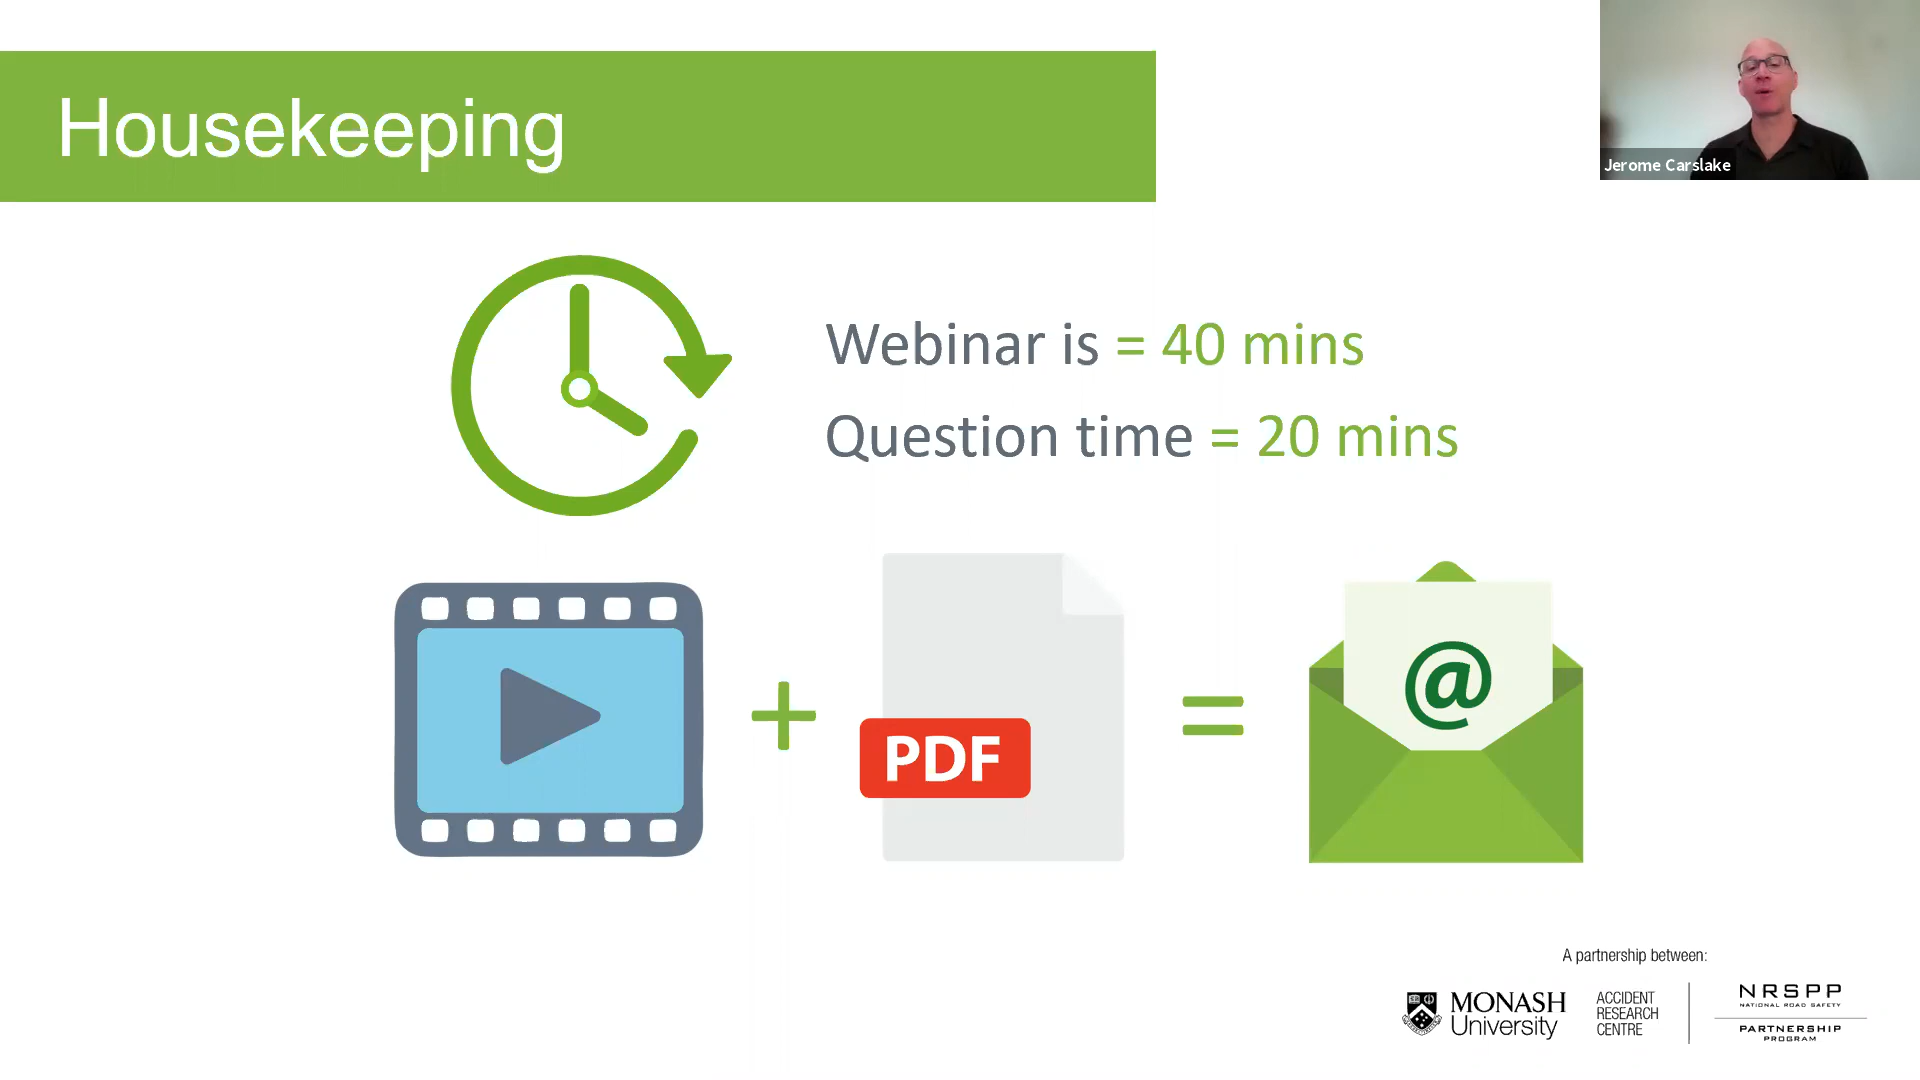 Housekeeping
Jerome Carslake
Webinar is = 40 mins
Question time = 20 mins
+
PDF
=
@
A partnership between:
MONASH
University
ACCIDENT
RESEARCH
CENTRE
NRSPP
NATIONAL ROAD SAFETY
PARTNERSHIP
PROGRAM